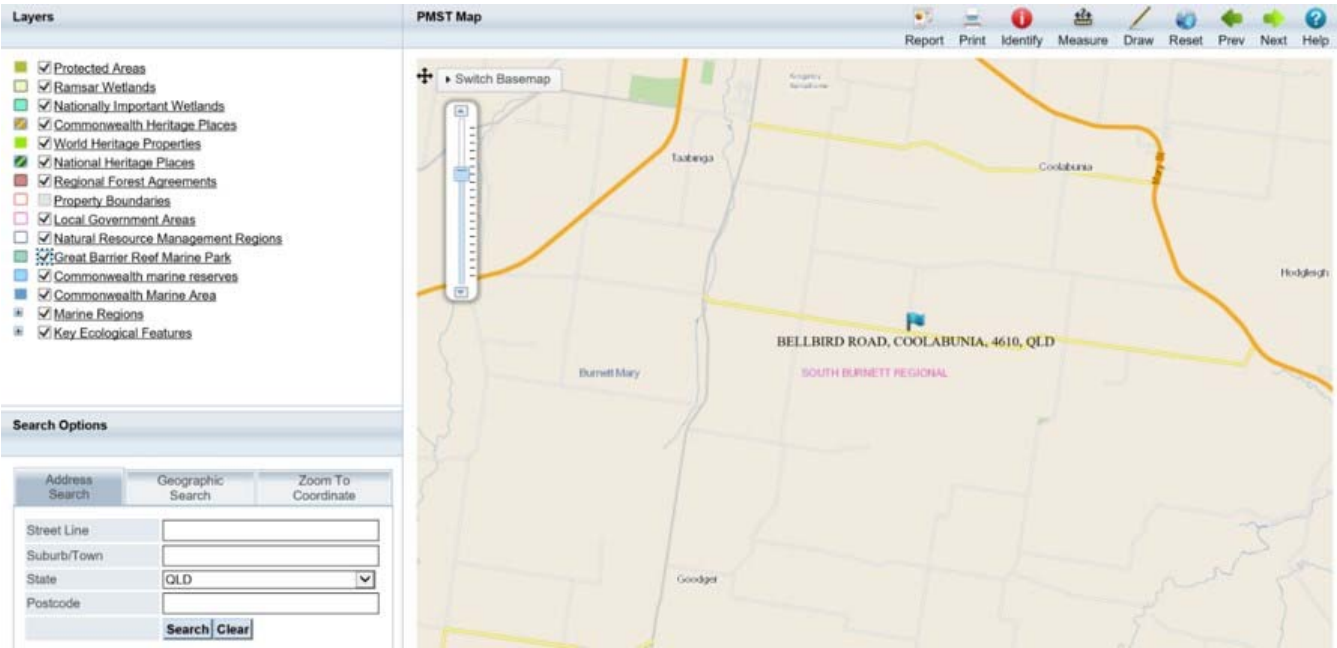 Layers
Protected Areas
Ramsar Wetlands
Nationally Important Wetlands
Commonwealth Heritage Places
World Heritage Properties
National Heritage Places
Regional Forest Agreements
Property Boundaries
Local Government Areas
Natural Resource Management Regions
Great Barrier Reef Marine Park
Commonwealth marine reserves
Commonwealth Marine Area
Marine Regions
Key Ecological Features
Search Options
Address Search
Geographic Search
Zoom To Coordinate
Street Line
Suburb/Town
State QLD
Postcode
Search Clear
PMST Map
Report Print Identify Measure Draw Reset Prev Next Help
Switch Basemap
Taabinga
Coolabunia
Hodgleigh
BELLBIRD ROAD, COOLABUNIA, 4610, QLD
Burnett Mary
SOUTH BURNETT REGIONAL
Goodger